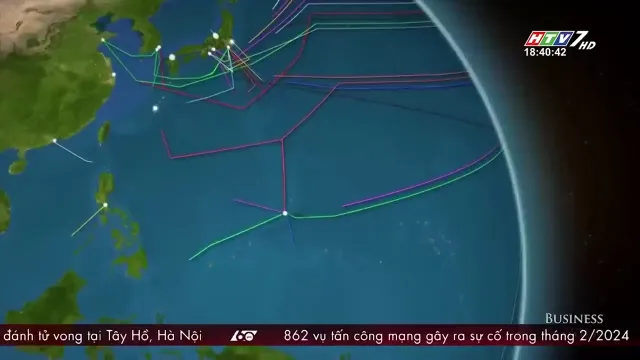 HTV7 HD
18:40:42
BUSINESS
đánh tử vong tại Tây Hồ, Hà Nội 60 862 vụ tấn công mạng gây ra sự cố trong tháng 2/2024